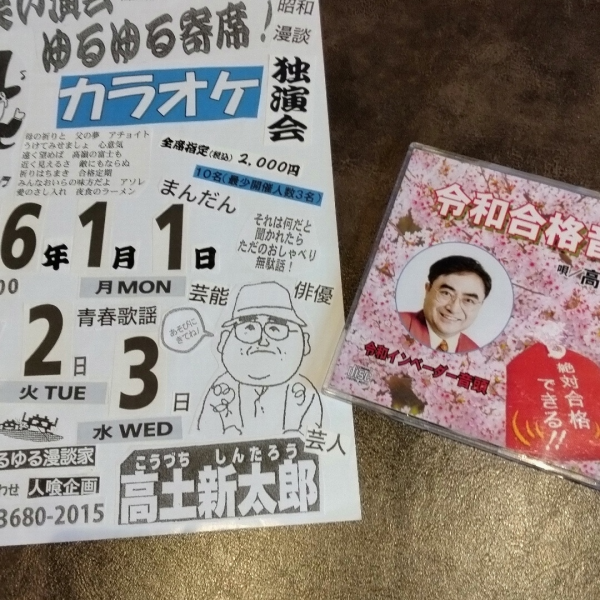 昭和
漫談
ゆるゆる寄席!
カラオケ
独演会
母の祈りと 父の夢 アチョイト
うけてみせましょ 心意気
遠く望めば 高嶺の富士も
近く見えるさ 敵にもならぬ
祈りはちまき 合格定期
みんなおいらの味方だよ アソレ
愛のさし入れ 夜食のラーメン
全席指定(税込) 2,000円
10名(最少開催人数3名)
まんだん
それは何だと
聞かれたら
ただのおしゃべり
無駄話!
6年1月1日
00
月MON
芸能
俳優
青春歌謡
あそびに
きてね!
2日
3日
火TUE
水WED
芸人
るゆる漫談家
こうづち しんたろう
高土新太郎
わせ 人喰企画
3680-2015
令和合格音
唄/高
令和インベーダー音頭
絶対合格
できる!!